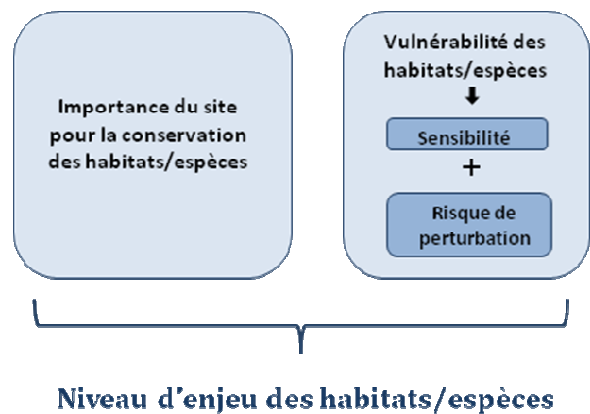 Importance du site
pour la conservation
des habitats/espèces
Vulnérabilité des
habitats/espèces
Sensibilité
+
Risque de
perturbation
Niveau d'enjeu des habitats/espèces